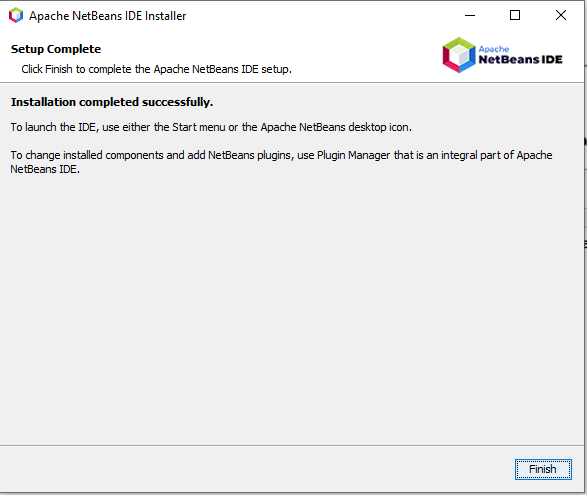 Apache NetBeans IDE Installer
Setup Complete
Click Finish to complete the Apache NetBeans IDE setup.
Apache
NetBeans IDE
Installation completed successfully.
To launch the IDE, use either the Start menu or the Apache NetBeans desktop icon.
To change installed components and add NetBeans plugins, use Plugin Manager that is an integral part of Apache
NetBeans IDE.
Finish